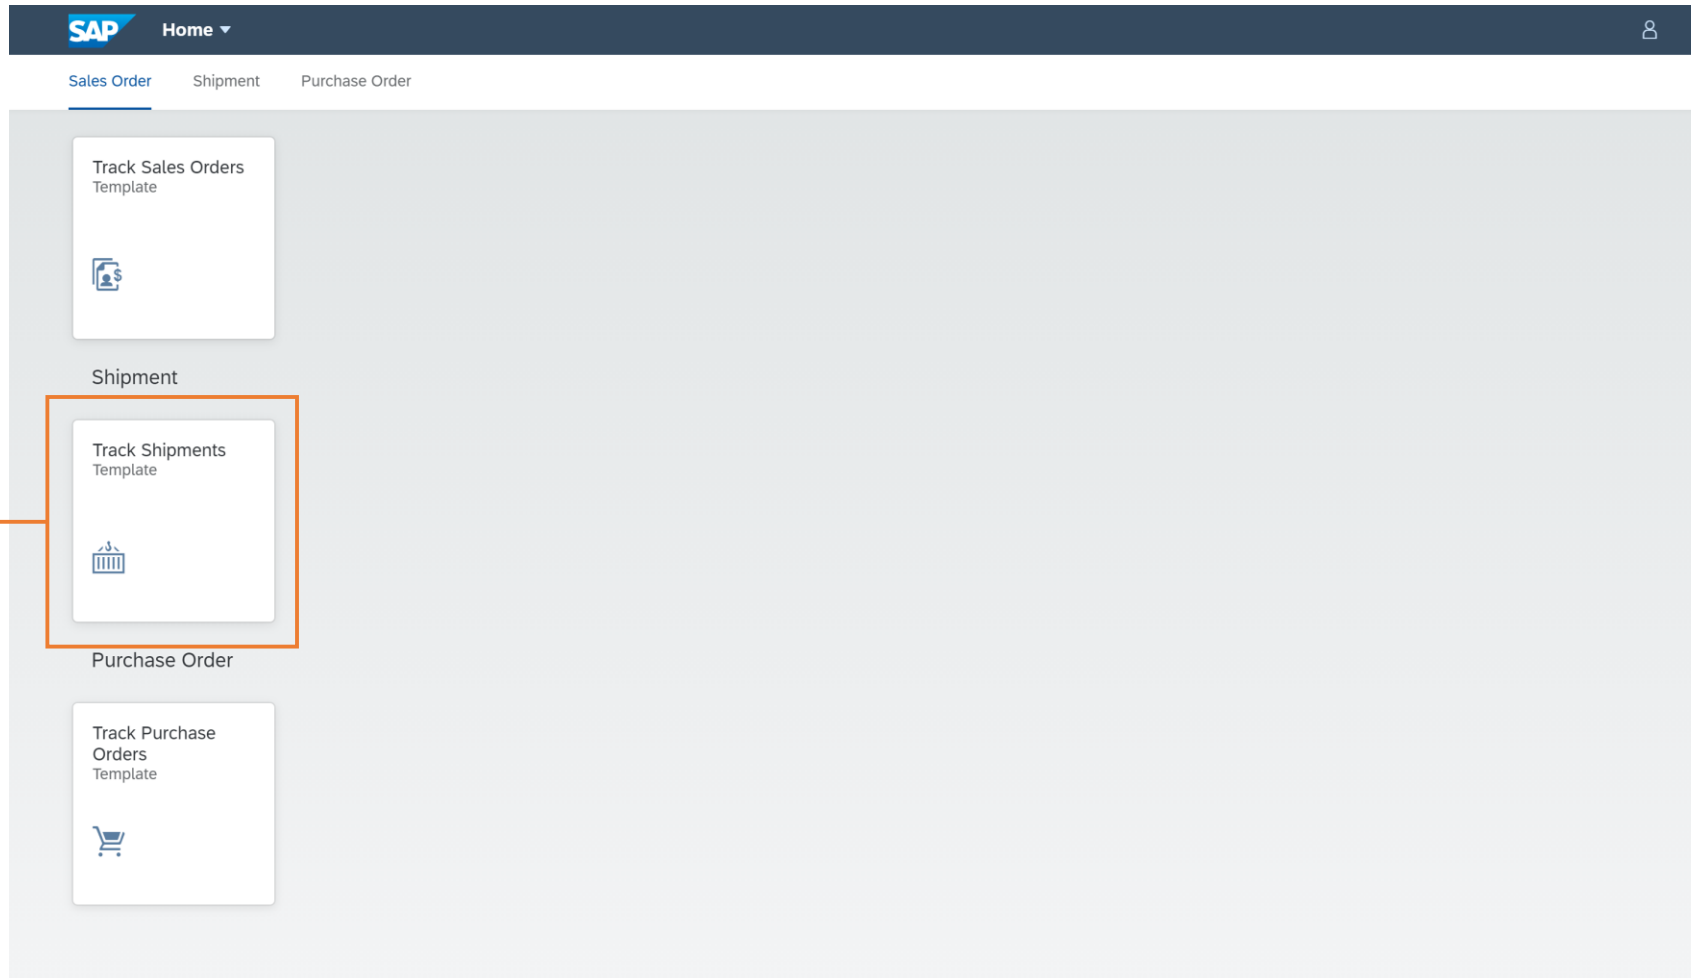 SAP Home
Sales Order Shipment Purchase Order
Track Sales Orders
Template
$
Shipment
Track Shipments
Template
Purchase Order
Track Purchase
Orders
Template